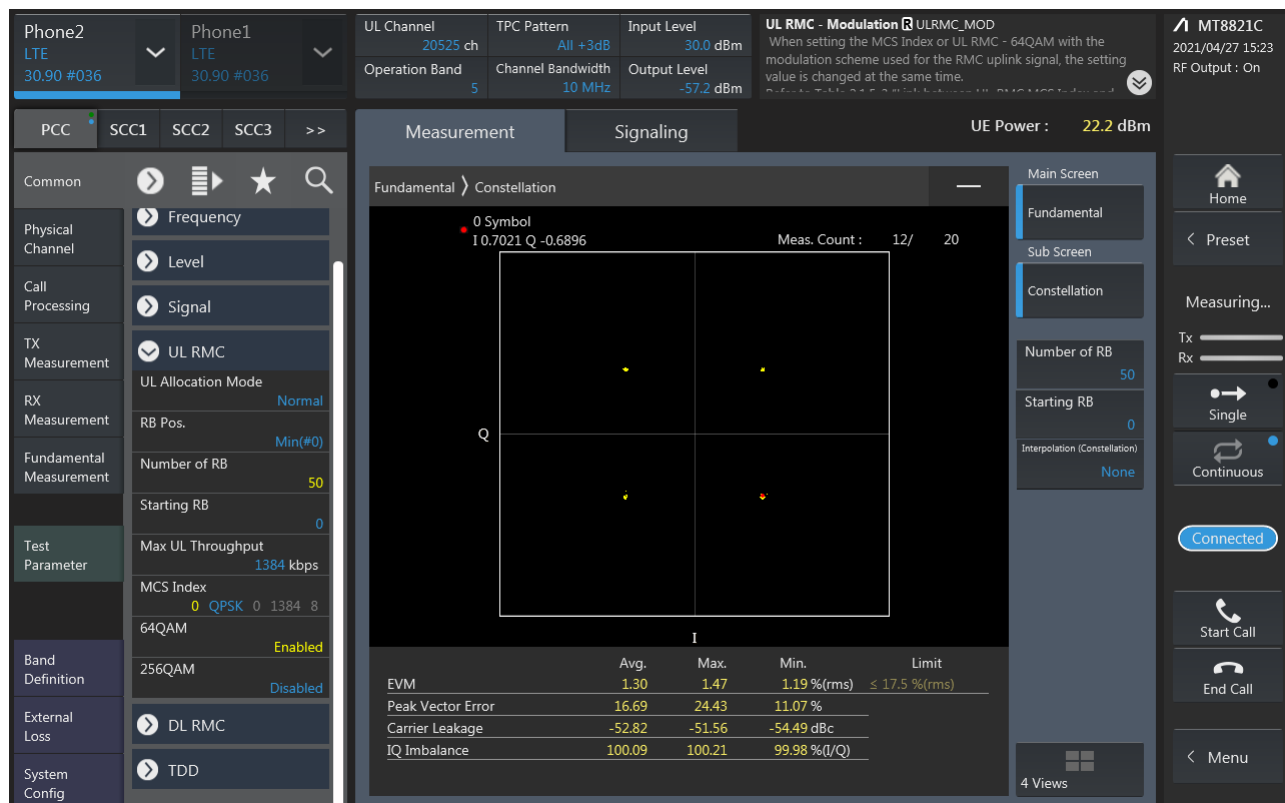 Phone2
LTE
30.90 #036
Phone1
LTE
30.90 #036
UL Channel
20525 ch
Operation Band
5
TPC Pattern
All +3dB
Channel Bandwidth
10 MHz
Input Level
30.0 dBm
Output Level
-57.2 dBm
UL RMC - Modulation R ULRMC_MOD
When setting the MCS Index or UL RMC - 64QAM with the
modulation scheme used for the RMC uplink signal, the setting
value is changed at the same time.
MT8821C
2021/04/27 15:23
RF Output : On
PCC
SCC1
SCC2
SCC3
>>
Measurement
Signaling
UE Power : 22.2 dBm
Common
Physical
Channel
Call
Processing
TX
Measurement
RX
Measurement
Fundamental
Measurement
Test
Parameter
Band
Definition
External
Loss
System
Config
Frequency
Level
Signal
UL RMC
UL Allocation Mode
Normal
RB Pos.
Min(#0)
Number of RB
50
Starting RB
0
Max UL Throughput
1384 kbps
MCS Index
0 QPSK 0 1384 8
64QAM
Enabled
256QAM
Disabled
DL RMC
TDD
Fundamental > Constellation
0 Symbol
I 0.7021 Q -0.6896
Meas. Count : 12/ 20
Q
I
Avg. Max. Min. Limit
EVM 1.30 1.47 1.19 %(rms) ≤ 17.5 %(rms)
Peak Vector Error 16.69 24.43 11.07 %
Carrier Leakage -52.82 -51.56 -54.49 dBc
IQ Imbalance 100.09 100.21 99.98 %(I/Q)
Main Screen
Fundamental
Sub Screen
Constellation
Number of RB
50
Starting RB
0
Interpolation (Constellation)
None
4 Views
Home
< Preset
Measuring...
Tx
Rx
Single
Continuous
Connected
Start Call
End Call
< Menu